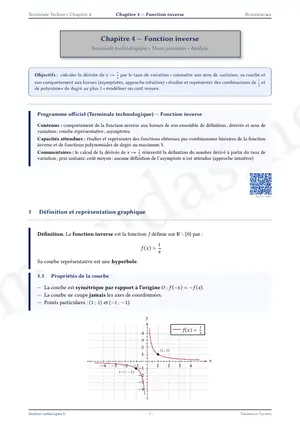 Terminale Techno • Chapitre 4
Chapitre 4 — Fonction inverse
Chapitre 4 — Fonction inverse
Terminale technologique • Tronc commun • Analyse
Objectifs : calculer la dérivée de x ↦ 1/x par le taux de variation • connaître son sens de variation, sa courbe et
son comportement aux bornes (asymptotes, approche intuitive) • étudier et représenter des combinaisons de 1/x et
de polynômes de degré au plus 3 • modéliser un coût moyen.
Programme officiel (Terminale technologique) — Fonction inverse
Contenus : comportement de la fonction inverse aux bornes de son ensemble de définition ; dérivée et sens de
variation ; courbe représentative ; asymptotes.
Capacités attendues : étudier et représenter des fonctions obtenues par combinaisons linéaires de la fonction
inverse et de fonctions polynomiales de degré au maximum 3.
Commentaires : le calcul de la dérivée de x ↦ 1/x réinvestit la définition du nombre dérivé à partir du taux de
variation ; prix unitaire, coût moyen ; aucune définition de l'asymptote n'est attendue (approche intuitive)
1 Définition et représentation graphique
Définition. La fonction inverse est la fonction f définie sur ℝ \ {0} par :
f(x) = 1/x
Sa courbe représentative est une hyperbole.
1.1 Propriétés de la courbe
— La courbe est symétrique par rapport à l'origine O : f(−x) = −f(x).
— La courbe ne coupe jamais les axes de coordonnées.
— Points particuliers : (1 ; 1) et (−1 ; −1).